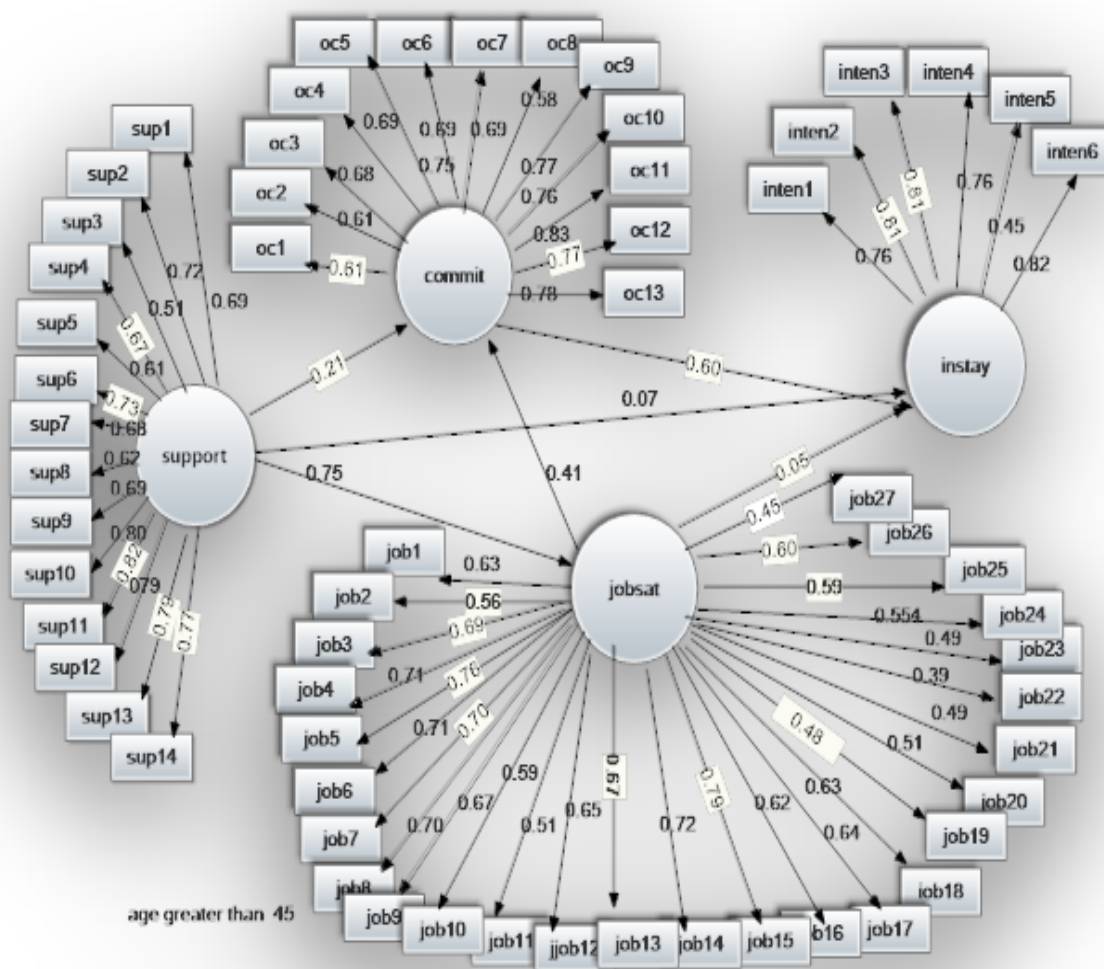 oc5
oc6
oc7
oc8
oc9
oc4
oc10
oc3
oc11
oc2
oc12
oc1
oc13
0.69
0.69
0.69
0.58
0.75
0.77
0.68
0.76
0.61
0.83
0.61
0.77
0.78
commit
inten3
inten4
inten5
inten2
inten6
inten1
0.81
0.81
0.76
0.45
0.76
0.82
instay
sup1
sup2
sup3
sup4
sup5
sup6
sup7
sup8
sup9
sup10
sup11
sup12
sup13
sup14
0.72
0.69
0.51
0.67
0.61
0.73
0.68
0.62
0.69
0.80
0.82
079
0.79
0.77
support
0.21
0.60
0.07
0.75
0.41
0.05
0.45
0.60
0.59
0.554
0.49
0.39
0.49
0.51
0.48
0.63
0.64
0.62
0.79
0.72
0.67
0.65
0.51
0.59
0.67
0.70
0.70
0.71
0.76
0.71
0.69
0.56
0.63
jobsat
job27
job26
job25
job24
job23
job22
job21
job20
job19
job18
job17
b16
job15
job14
job13
jjob12
job11
job10
job9
job8
job7
job6
job5
job4
job3
job2
job1
age greater than 45